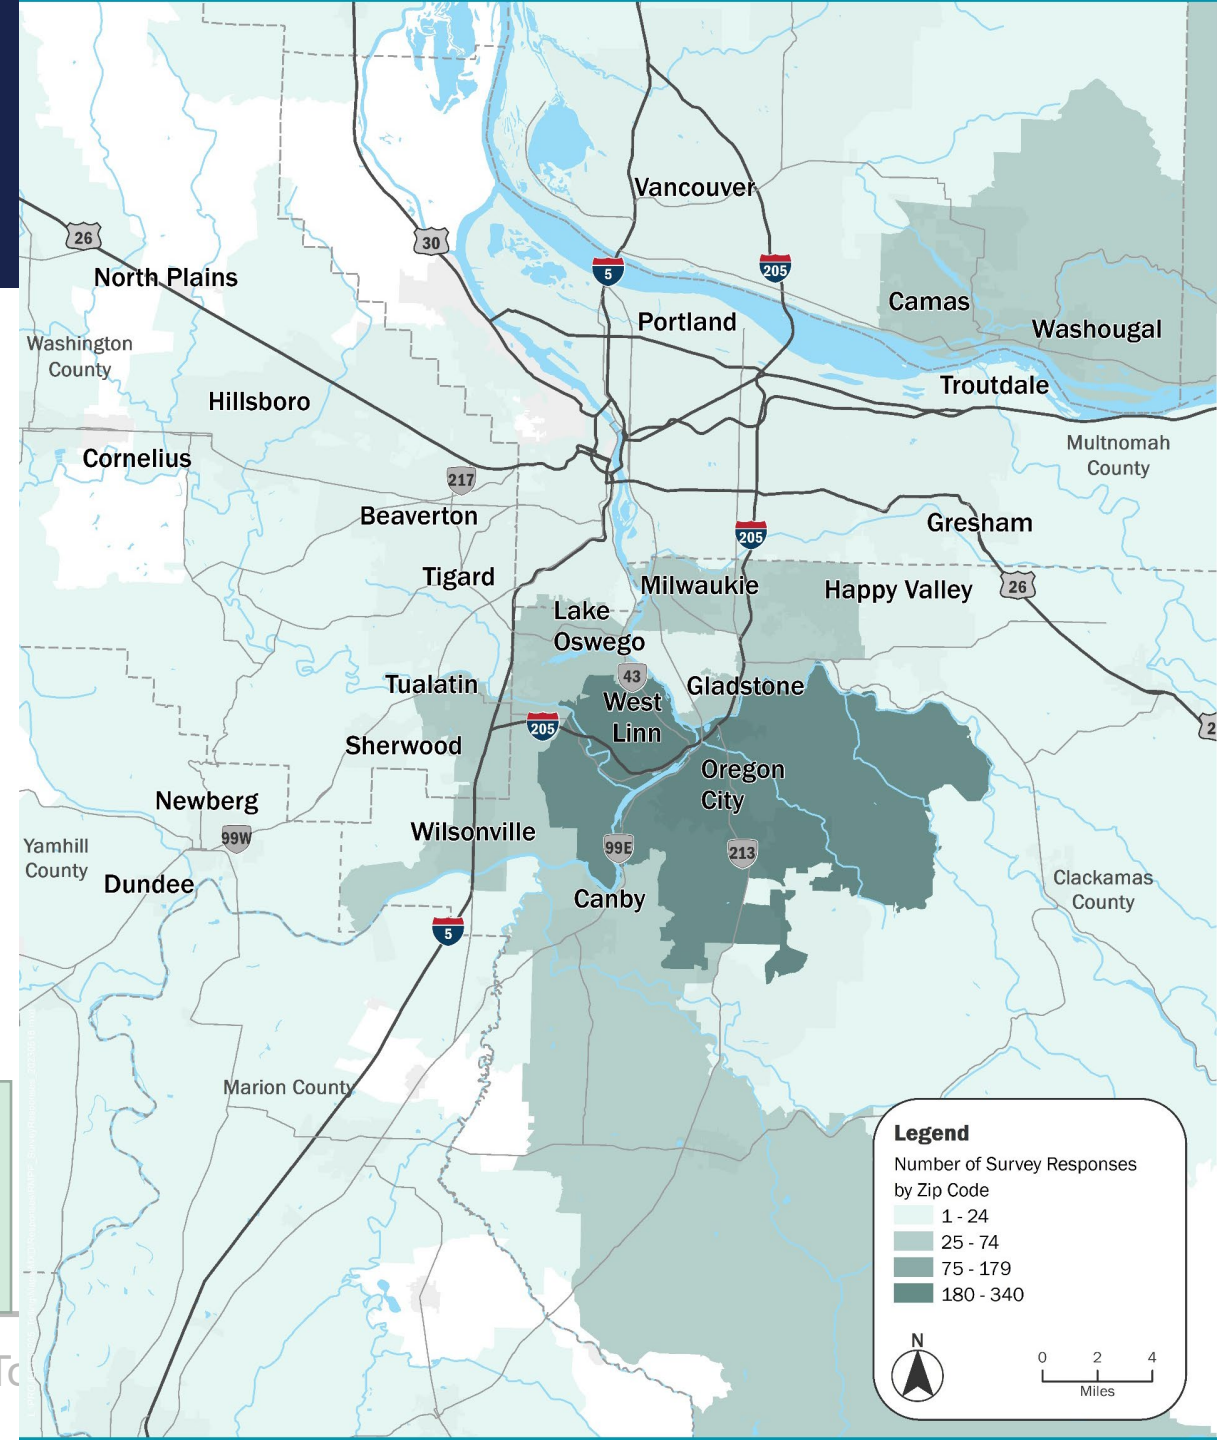 Vancouver
26
30
5
205
North Plains
Camas
Portland
Washougal
Washington
County
Troutdale
Hillsboro
Multnomah
County
Cornelius
217
Beaverton
Gresham
205
Tigard
Milwaukie
Happy Valley
26
Lake
Oswego
43
Tualatin
Gladstone
West
Linn
205
2
Sherwood
Oregon
City
Newberg
Wilsonville
99W
99E
213
Yamhill
County
Dundee
Canby
Clackamas
County
5
Marion County
Legend
Number of Survey Responses
by Zip Code
1 - 24
25 - 74
75 - 179
180 - 340
N
0 2 4
Miles